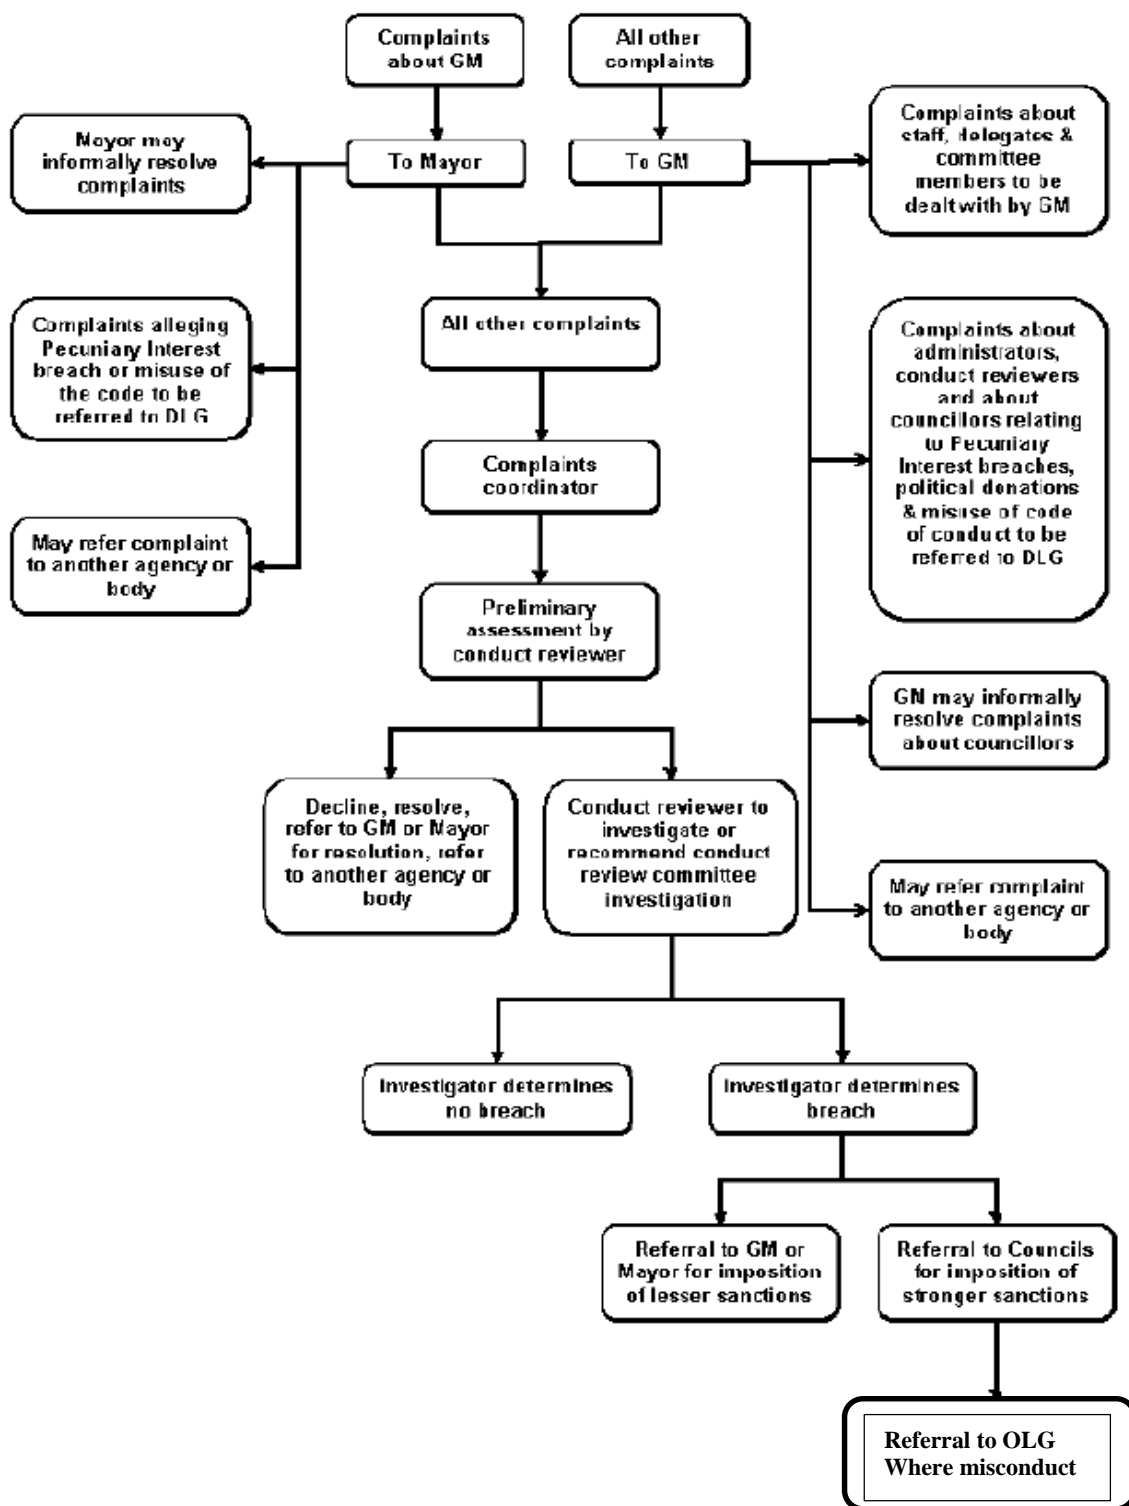 Complaints
about GM
All other
complaints
Mayor may
informally resolve
complaints
To Mayor
To GM
Complaints about
staff, delegates &
committee
members to be
dealt with by GM
Complaints alleging
Pecuniary Interest
breach or misuse of
the code to be
referred to DLG
All other complaints
Complaints about
administrators,
conduct reviewers
and about
councillors relating
to Pecuniary
Interest breaches,
political donations
& misuse of code
of conduct to be
referred to DLG
Complaints
coordinator
May refer complaint
to another agency or
body
Preliminary
assessment by
conduct reviewer
GM may informally
resolve complaints
about councillors
Decline, resolve,
refer to GM or Mayor
for resolution, refer
to another agency or
body
Conduct reviewer to
investigate or
recommend conduct
review committee
investigation
May refer complaint
to another agency or
body
Investigator determines
no breach
Investigator determines
breach
Referral to GM or
Mayor for imposition
of lesser sanctions
Referral to Councils
for imposition of
stronger sanctions
Referral to OLG
Where misconduct